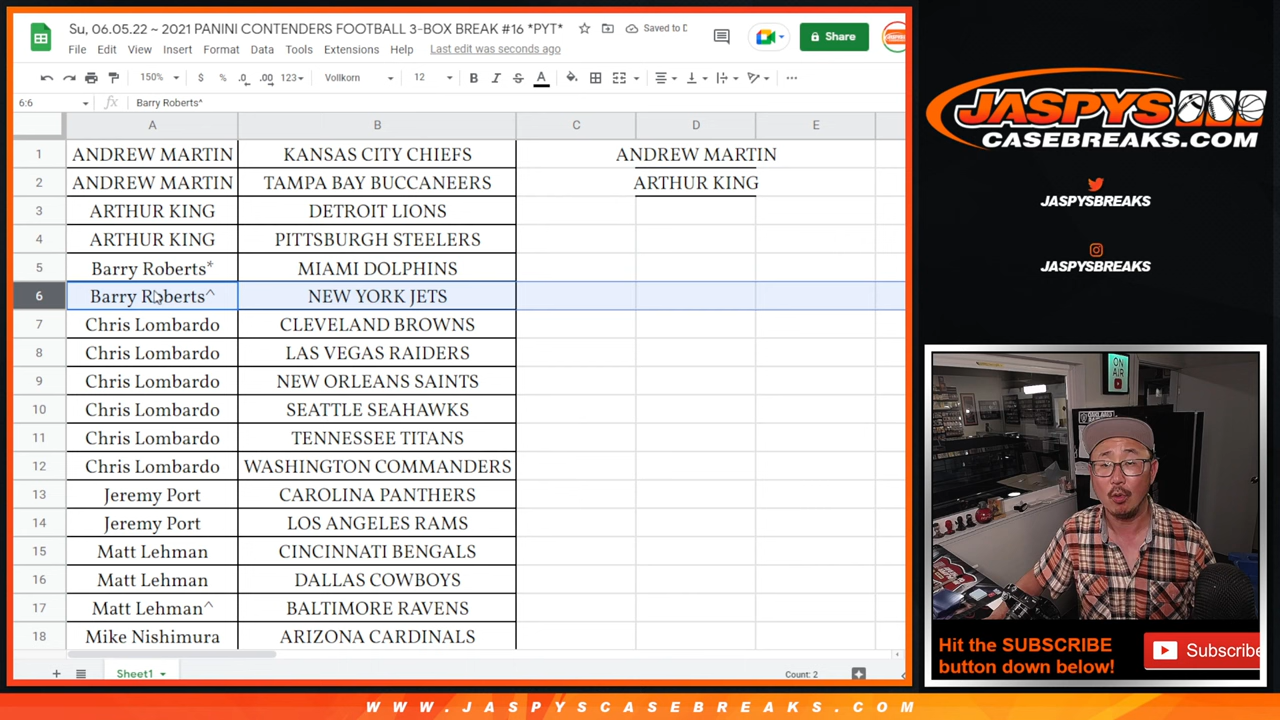 Su, 06.05.22 ~ 2021 PANINI CONTENDERS FOOTBALL 3-BOX BREAK #16 *PYT*
Saved to D
File Edit View Insert Format Data Tools Extensions Help Last edit was seconds ago
Share
150% $ % .0 .00 123 Vollkorn 12 B I S A
6:6 fx Barry Roberts^
A B C D E
1 ANDREW MARTIN KANSAS CITY CHIEFS ANDREW MARTIN
2 ANDREW MARTIN TAMPA BAY BUCCANEERS ARTHUR KING
3 ARTHUR KING DETROIT LIONS
4 ARTHUR KING PITTSBURGH STEELERS
5 Barry Roberts* MIAMI DOLPHINS
6 Barry Roberts^ NEW YORK JETS
7 Chris Lombardo CLEVELAND BROWNS
8 Chris Lombardo LAS VEGAS RAIDERS
9 Chris Lombardo NEW ORLEANS SAINTS
10 Chris Lombardo SEATTLE SEAHAWKS
11 Chris Lombardo TENNESSEE TITANS
12 Chris Lombardo WASHINGTON COMMANDERS
13 Jeremy Port CAROLINA PANTHERS
14 Jeremy Port LOS ANGELES RAMS
15 Matt Lehman CINCINNATI BENGALS
16 Matt Lehman DALLAS COWBOYS
17 Matt Lehman^ BALTIMORE RAVENS
18 Mike Nishimura ARIZONA CARDINALS
Sheet1
Count: 2
JASPYS
CASEBREAKS.COM
JASPYSBREAKS
JASPYSBREAKS
ON
AIR
Hit the SUBSCRIBE
button down below!
Subscribe
WWW.JASPYSCASEBREAKS.COM